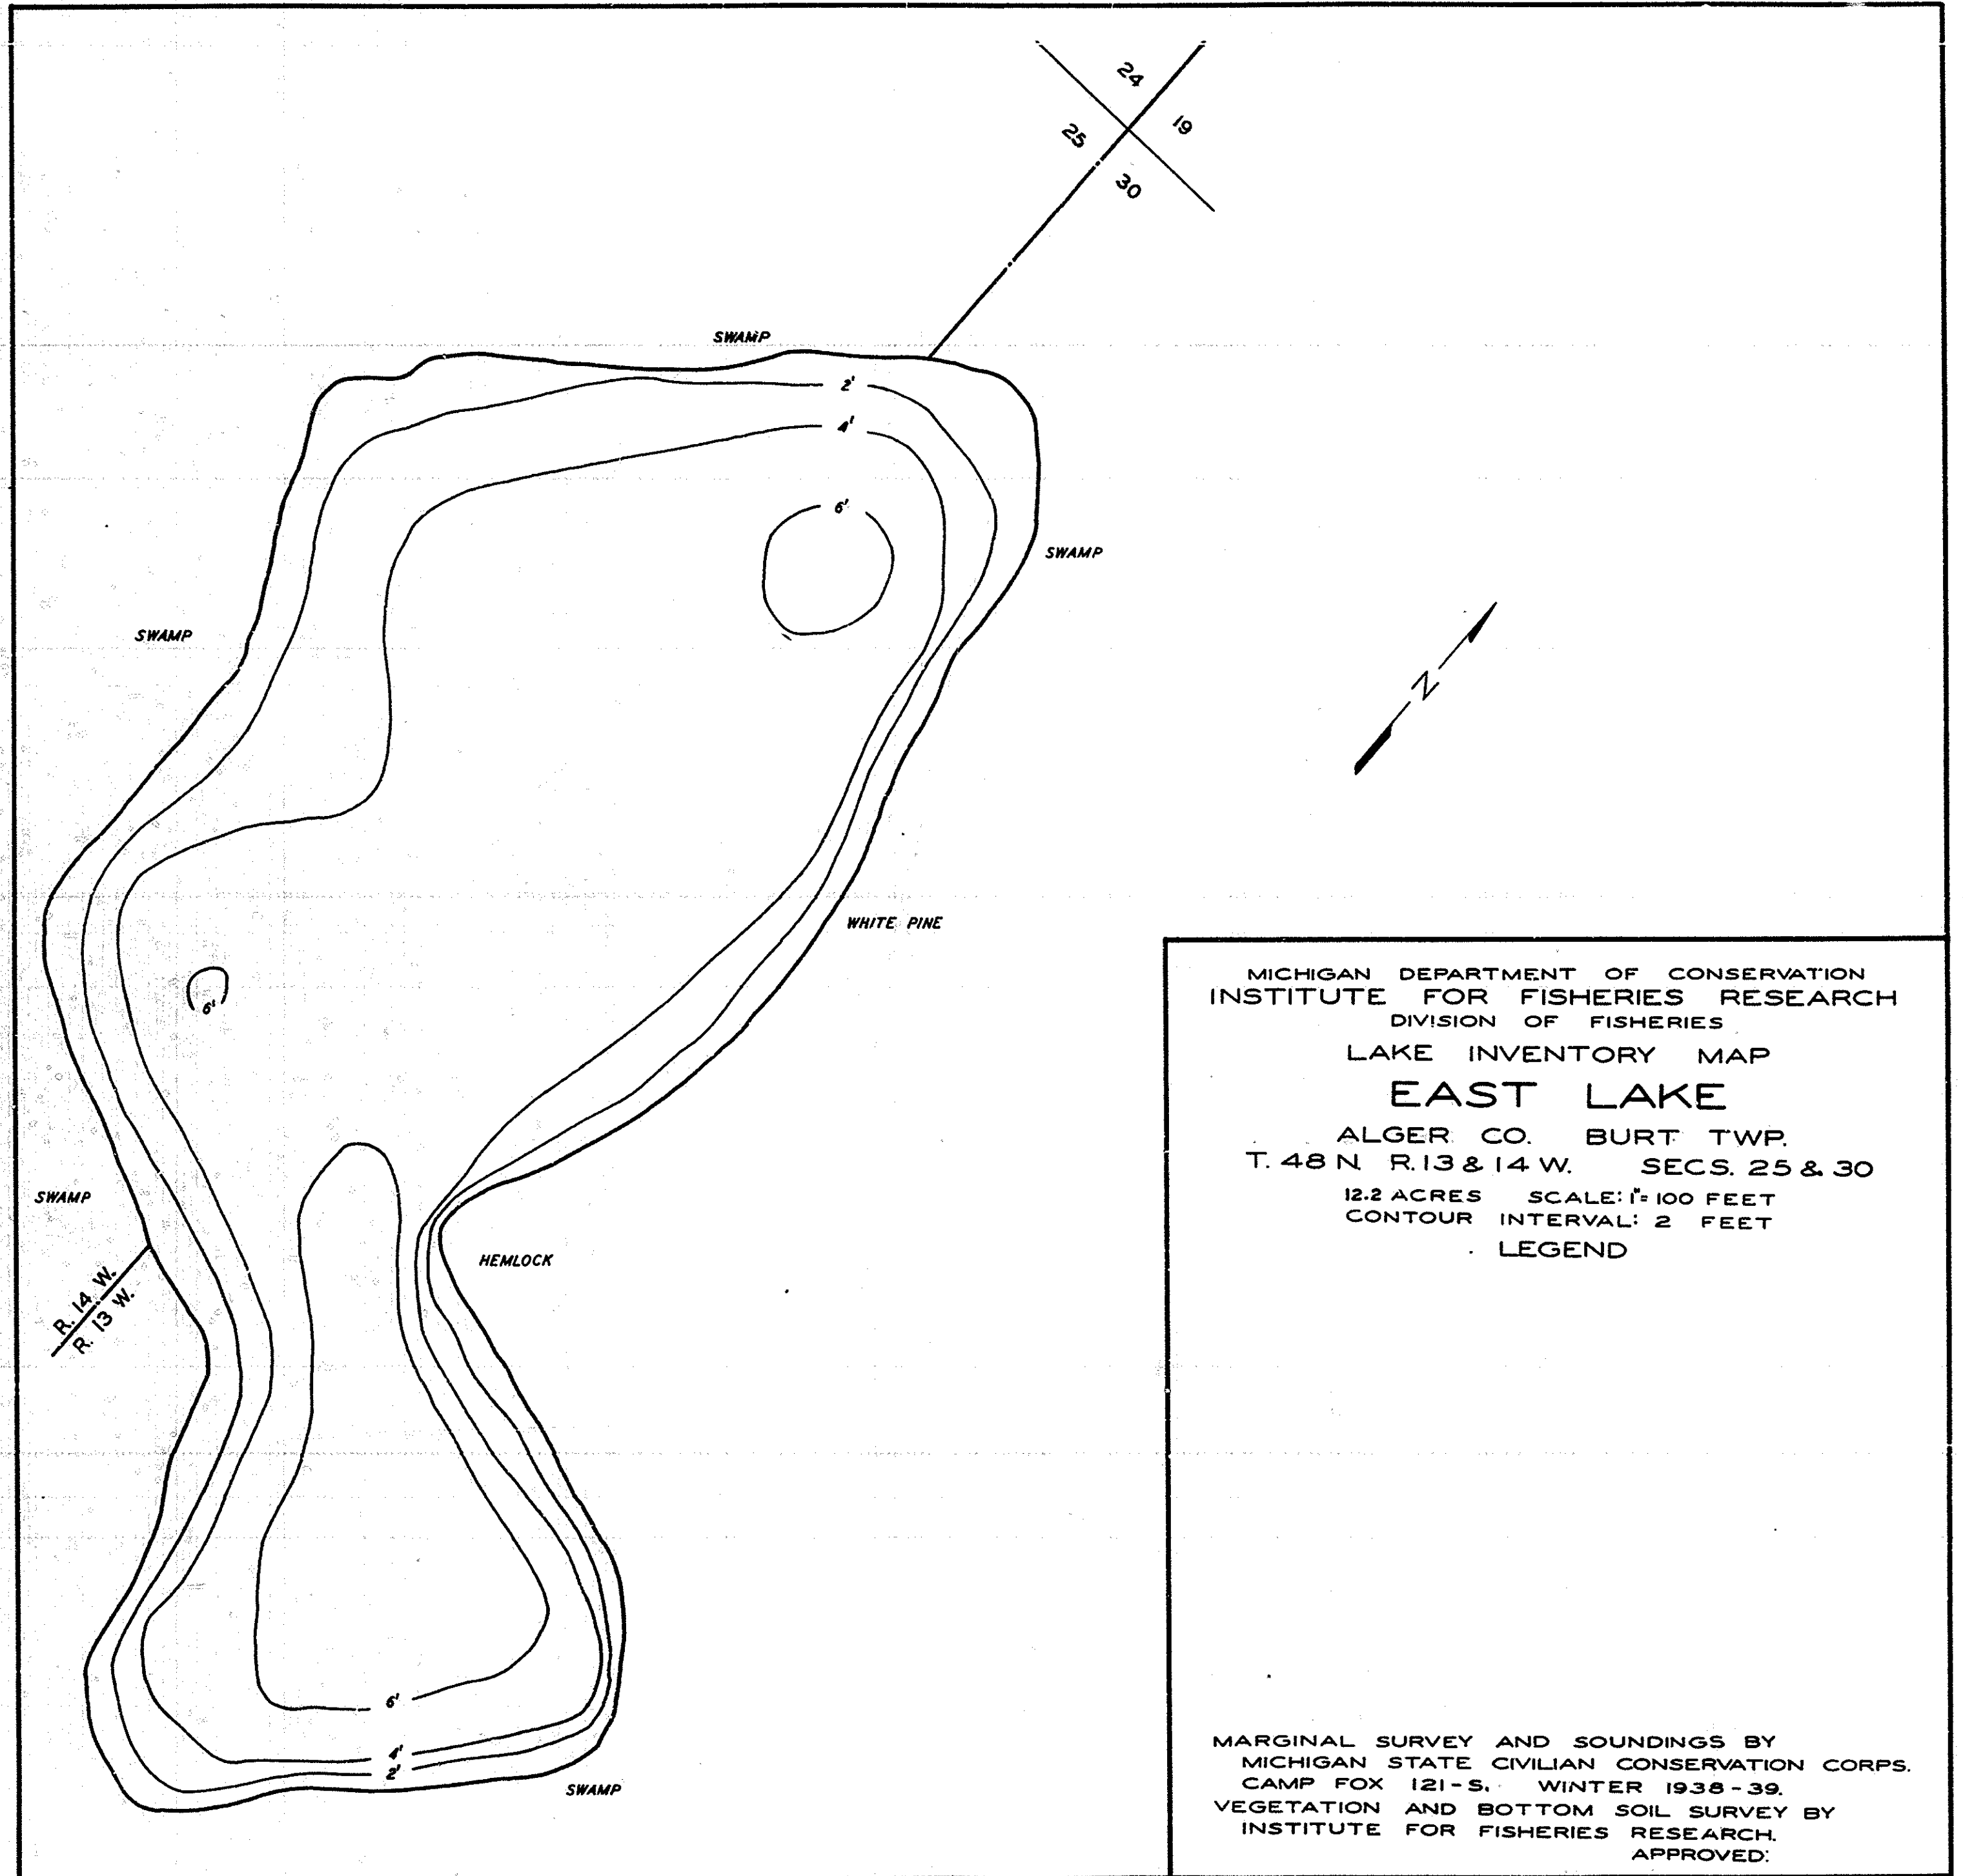 24
25
19
30
SWAMP
2'
4'
6'
SWAMP
SWAMP
N
WHITE PINE
6'
SWAMP
HEMLOCK
R. 14 W.
R. 13 W.
6'
4'
2'
SWAMP
MICHIGAN DEPARTMENT OF CONSERVATION
INSTITUTE FOR FISHERIES RESEARCH
DIVISION OF FISHERIES
LAKE INVENTORY MAP
EAST LAKE
ALGER CO. BURT TWP.
T. 48 N. R. 13 & 14 W. SECS. 25 & 30
12.2 ACRES SCALE: 1"= 100 FEET
CONTOUR INTERVAL: 2 FEET
LEGEND
MARGINAL SURVEY AND SOUNDINGS BY
MICHIGAN STATE CIVILIAN CONSERVATION CORPS.
CAMP FOX 121-S. WINTER 1938-39.
VEGETATION AND BOTTOM SOIL SURVEY BY
INSTITUTE FOR FISHERIES RESEARCH.
APPROVED: